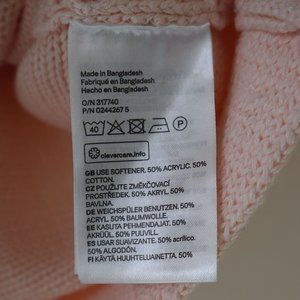 Made in Bangladesh
Fabriqué en Bangladesh
Hecho en Bangladesh
O/N 317740
P/N 0244267 5
40 P
clevercare.info
GB USE SOFTENER. 50% ACRYLIC. 50%
COTTON.
CZ POUŽIJTE ZMĚKČOVACÍ
PROSTŘEDEK. 50% AKRYL. 50%
BAVLNA.
DE WEICHSPÜLER BENUTZEN. 50%
ACRYL. 50% BAUMWOLLE.
EE KASUTA PEHMENDAJAT. 50%
AKRÜÜL. 50% PUUVILL.
ES USAR SUAVIZANTE. 50% acrílico.
50% ALGODÓN.
FI KÄYTÄ HUUHTELUAINETTA. 50%